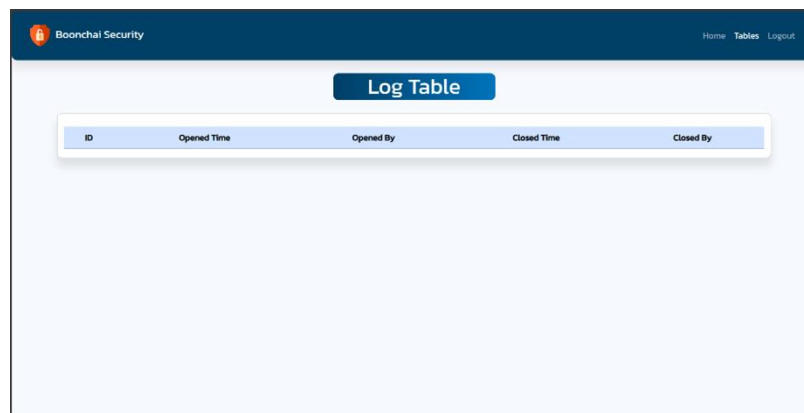 Boonchai Security
Home Tables Logout
Log Table
ID Opened Time Opened By Closed Time Closed By